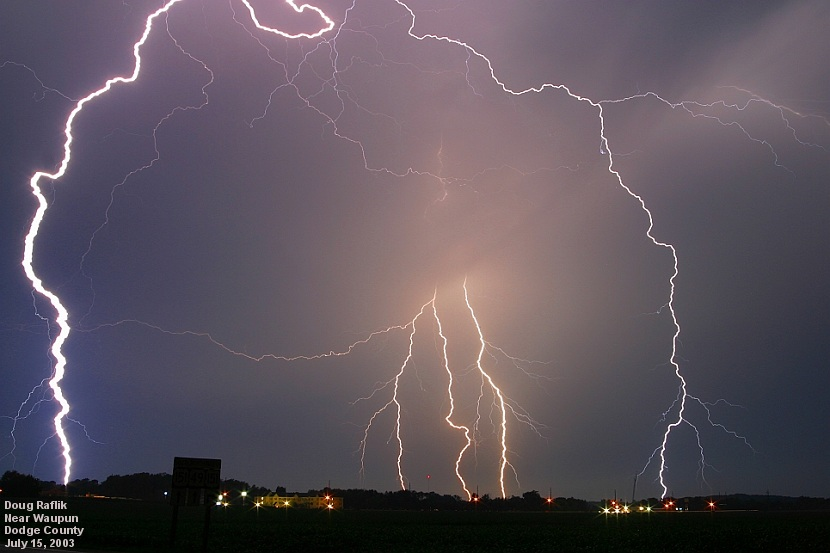 Doug Raflik
Near Waupun
Dodge County
July 15, 2003